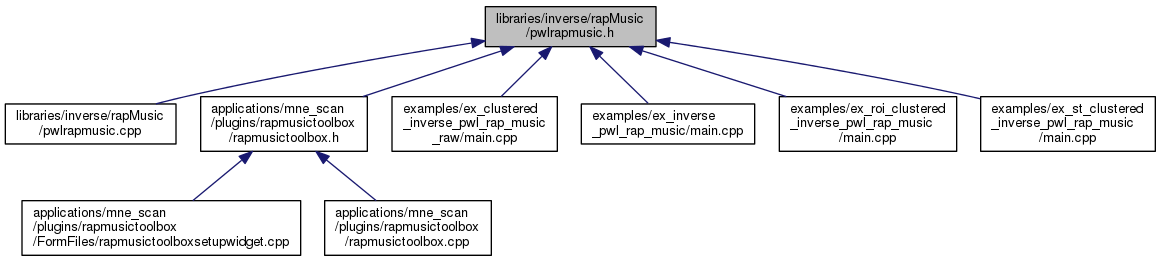 libraries/inverse/rapMusic
/pwlrapmusic.h
libraries/inverse/rapMusic
/pwlrapmusic.cpp
applications/mne_scan
/plugins/rapmusictoolbox
/rapmusictoolbox.h
examples/ex_clustered
_inverse_pwl_rap_music
_raw/main.cpp
examples/ex_inverse
_pwl_rap_music/main.cpp
examples/ex_roi_clustered
_inverse_pwl_rap_music
/main.cpp
examples/ex_st_clustered
_inverse_pwl_rap_music
/main.cpp
applications/mne_scan
/plugins/rapmusictoolbox
/FormFiles/rapmusictoolboxsetupwidget.cpp
applications/mne_scan
/plugins/rapmusictoolbox
/rapmusictoolbox.cpp